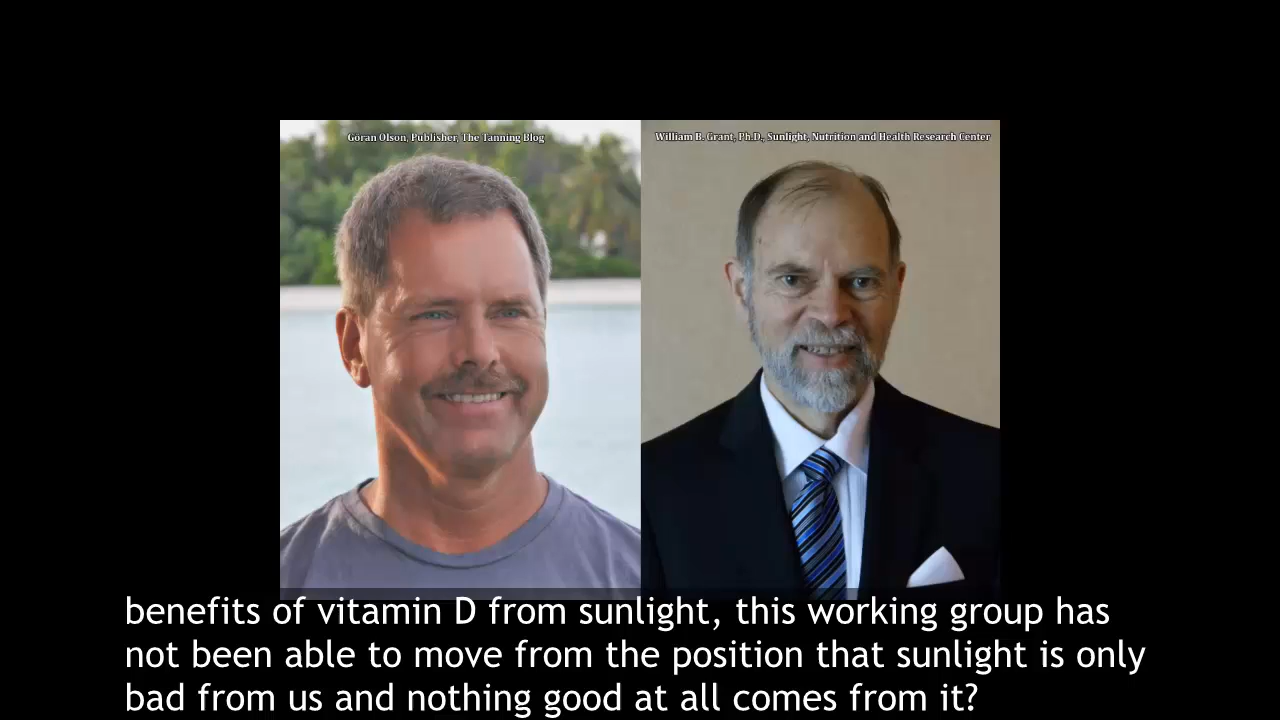 Göran Olson, Publisher, The Tanning Blog
William B. Grant, Ph.D., Sunlight, Nutrition and Health Research Center
benefits of vitamin D from sunlight, this working group has
not been able to move from the position that sunlight is only
bad from us and nothing good at all comes from it?